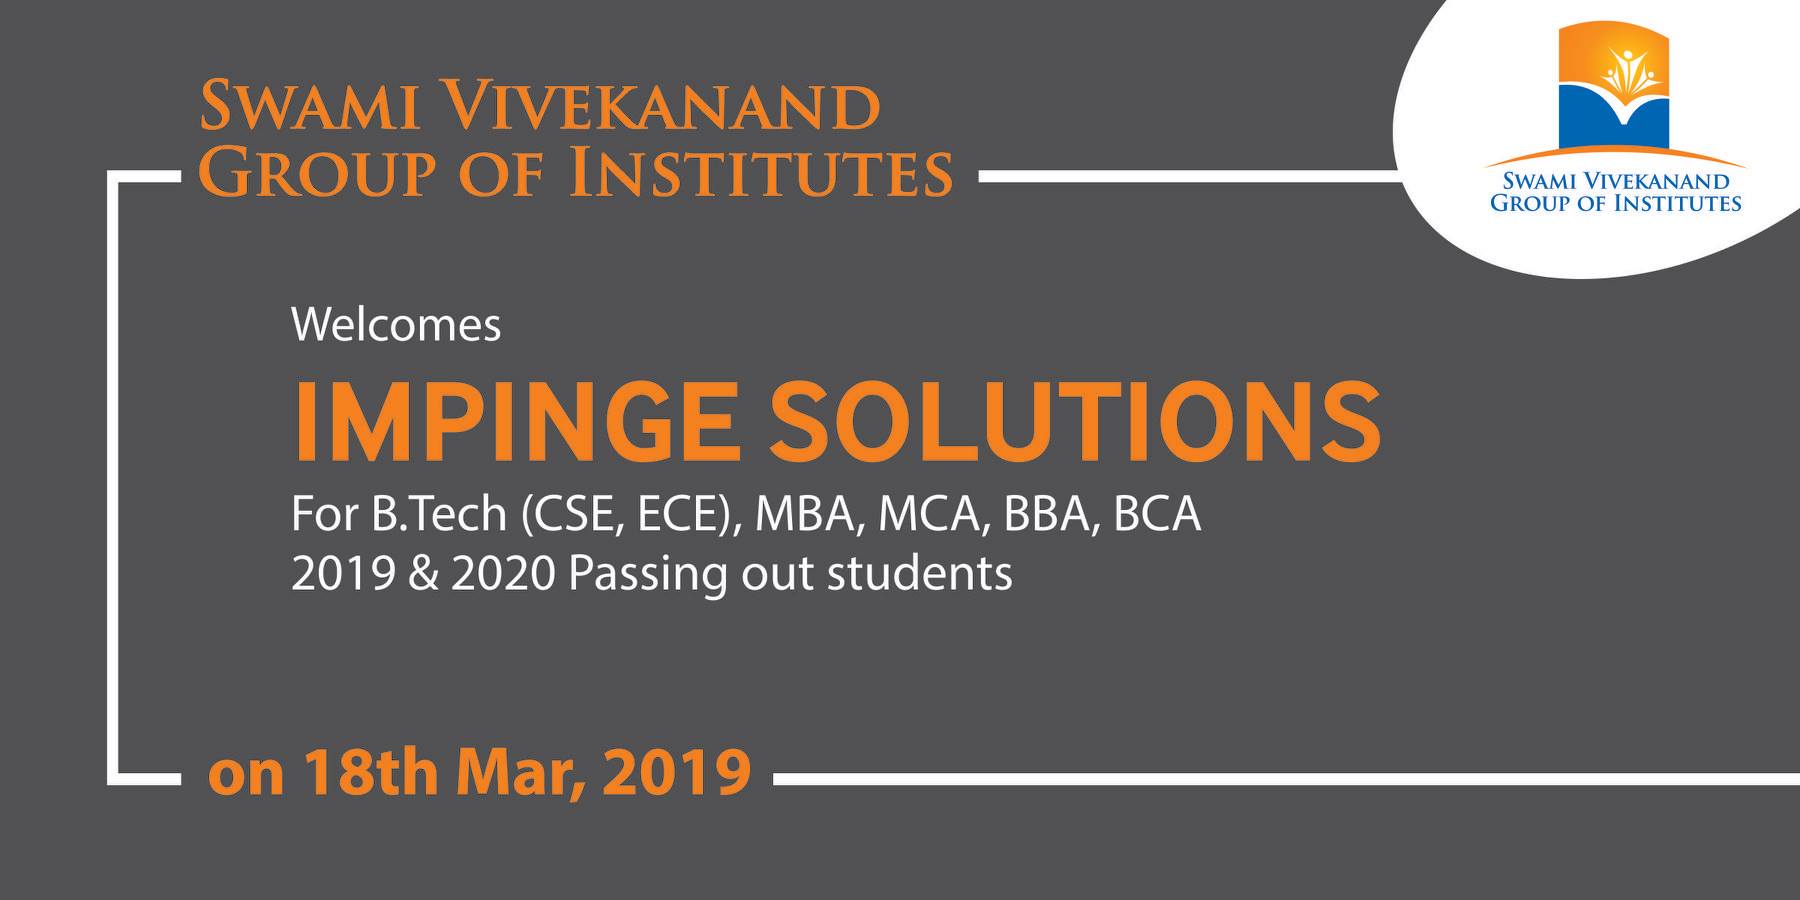 Swami Vivekanand
Group of Institutes
Swami Vivekanand
Group of Institutes
Welcomes
IMPINGE SOLUTIONS
For B.Tech (CSE, ECE), MBA, MCA, BBA, BCA
2019 & 2020 Passing out students
on 18th Mar, 2019